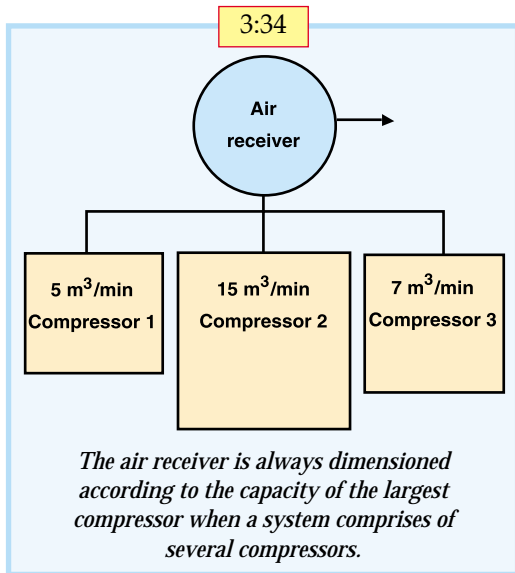 3:34
Air
receiver
5 m³/min
Compressor 1
15 m³/min
Compressor 2
7 m³/min
Compressor 3
The air receiver is always dimensioned
according to the capacity of the largest
compressor when a system comprises of
several compressors.